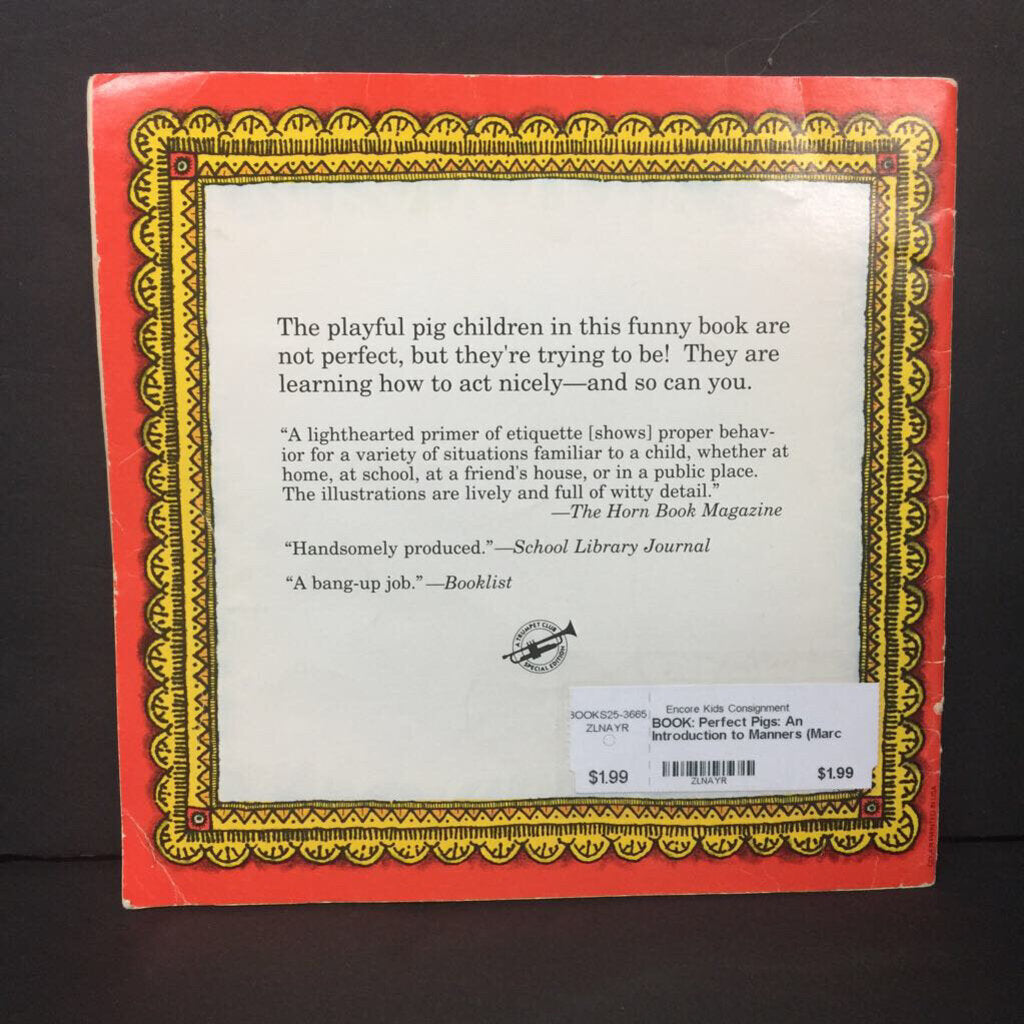 The playful pig children in this funny book are
not perfect, but they're trying to be! They are
learning how to act nicely—and so can you.
“A lighthearted primer of etiquette [shows] proper behav-
ior for a variety of situations familiar to a child, whether at
home, at school, at a friend's house, or in a public place.
The illustrations are lively and full of witty detail.”
—The Horn Book Magazine
“Handsomely produced.”—School Library Journal
“A bang-up job.”—Booklist
A TRUMPET CLUB
SPECIAL EDITION
BOOKS25-3665
ZLNAYR
$1.99
Encore Kids Consignment
BOOK: Perfect Pigs: An
Introduction to Manners (Marc
ZLNAYR
$1.99
PRINTED IN USA